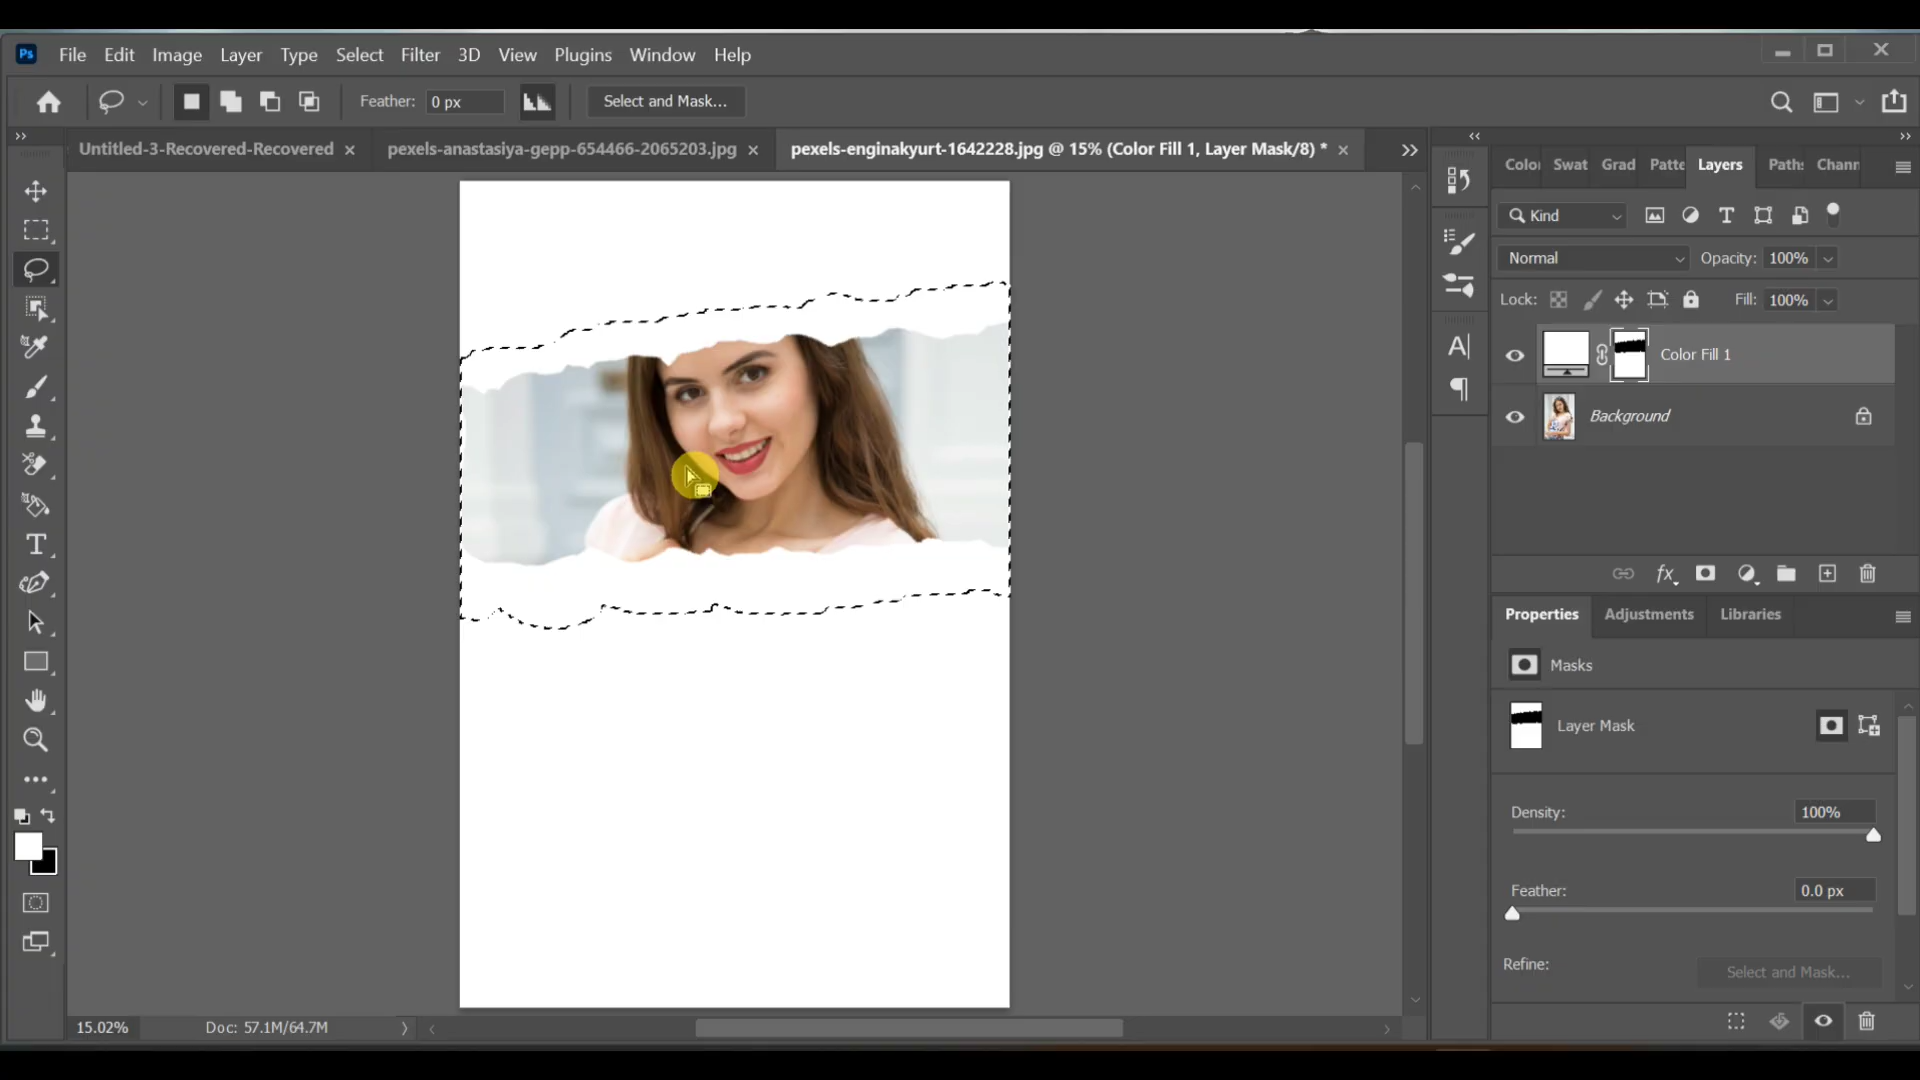 Ps File Edit Image Layer Type Select Filter 3D View Plugins Window Help
Feather: 0 px Select and Mask...
Untitled-3-Recovered-Recovered × pexels-anastasiya-gepp-654466-2065203.jpg × pexels-enginakyurt-1642228.jpg @ 15% (Color Fill 1, Layer Mask/8) * ×
Color Swat Grad Patte Layers Paths Chann
Kind
Normal Opacity: 100%
Lock: Fill: 100%
Color Fill 1
Background
Properties Adjustments Libraries
Masks
Layer Mask
Density: 100%
Feather: 0.0 px
Refine: Select and Mask...
15.02% Doc: 57.1M/64.7M